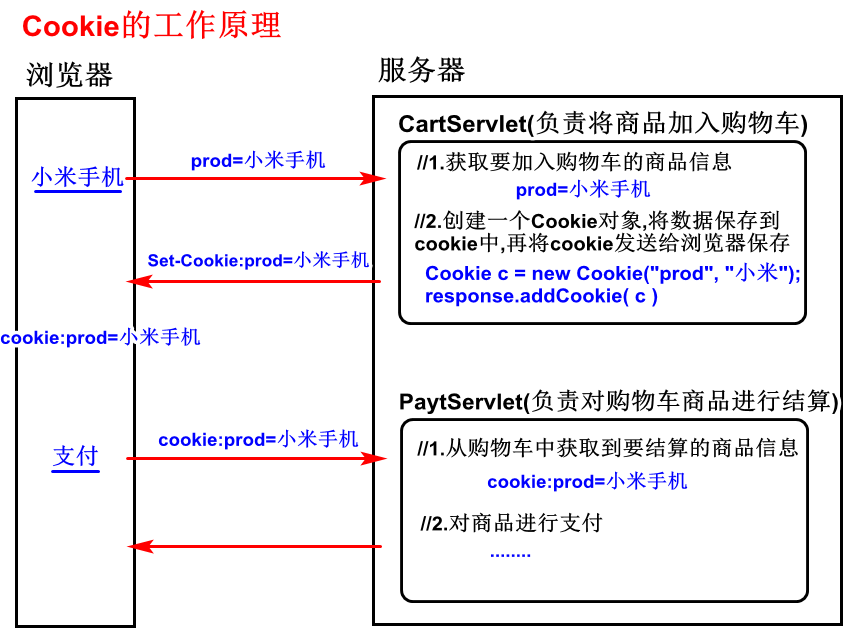 Cookie的工作原理
浏览器
服务器
CartServlet(负责将商品加入购物车)
小米手机
prod=小米手机
//1.获取要加入购物车的商品信息
prod=小米手机
//2.创建一个Cookie对象,将数据保存到
cookie中,再将cookie发送给浏览器保存
Set-Cookie:prod=小米手机
Cookie c = new Cookie("prod", "小米");
response.addCookie( c )
cookie:prod=小米手机
PaytServlet(负责对购物车商品进行结算)
支付
cookie:prod=小米手机
//1.从购物车中获取到要结算的商品信息
cookie:prod=小米手机
//2.对商品进行支付
........